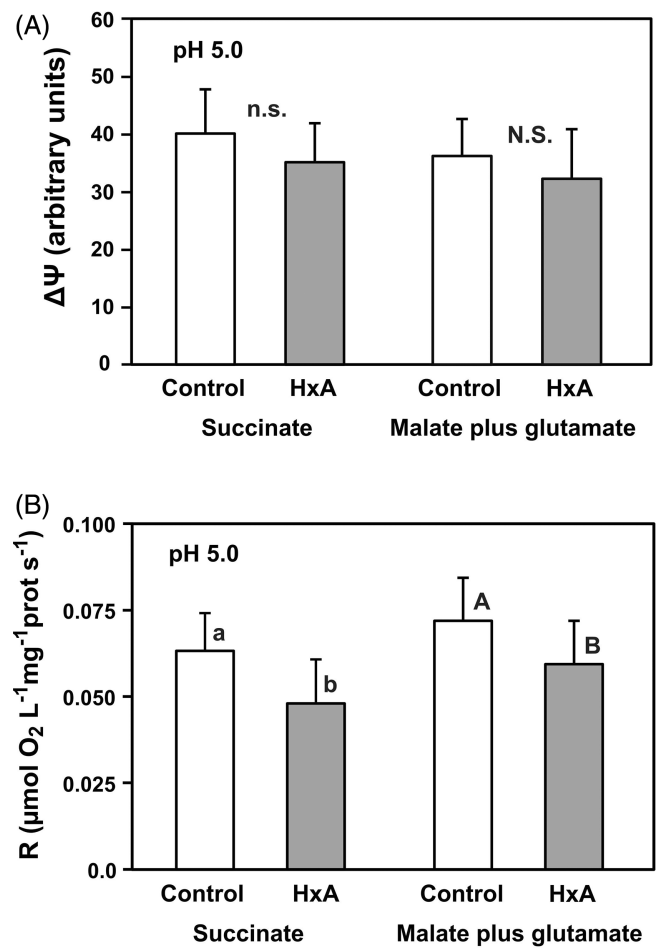 (A)
60
pH 5.0
50
n.s.
N.S.
40
30
20
10
0
ΔΨ (arbitrary units)
Control HxA Control HxA
Succinate Malate plus glutamate
(B)
0.100
pH 5.0
0.075
a
A
b
B
0.050
0.025
0.0
R (μmol O₂ L⁻¹mg⁻¹prot s⁻¹)
Control HxA Control HxA
Succinate Malate plus glutamate